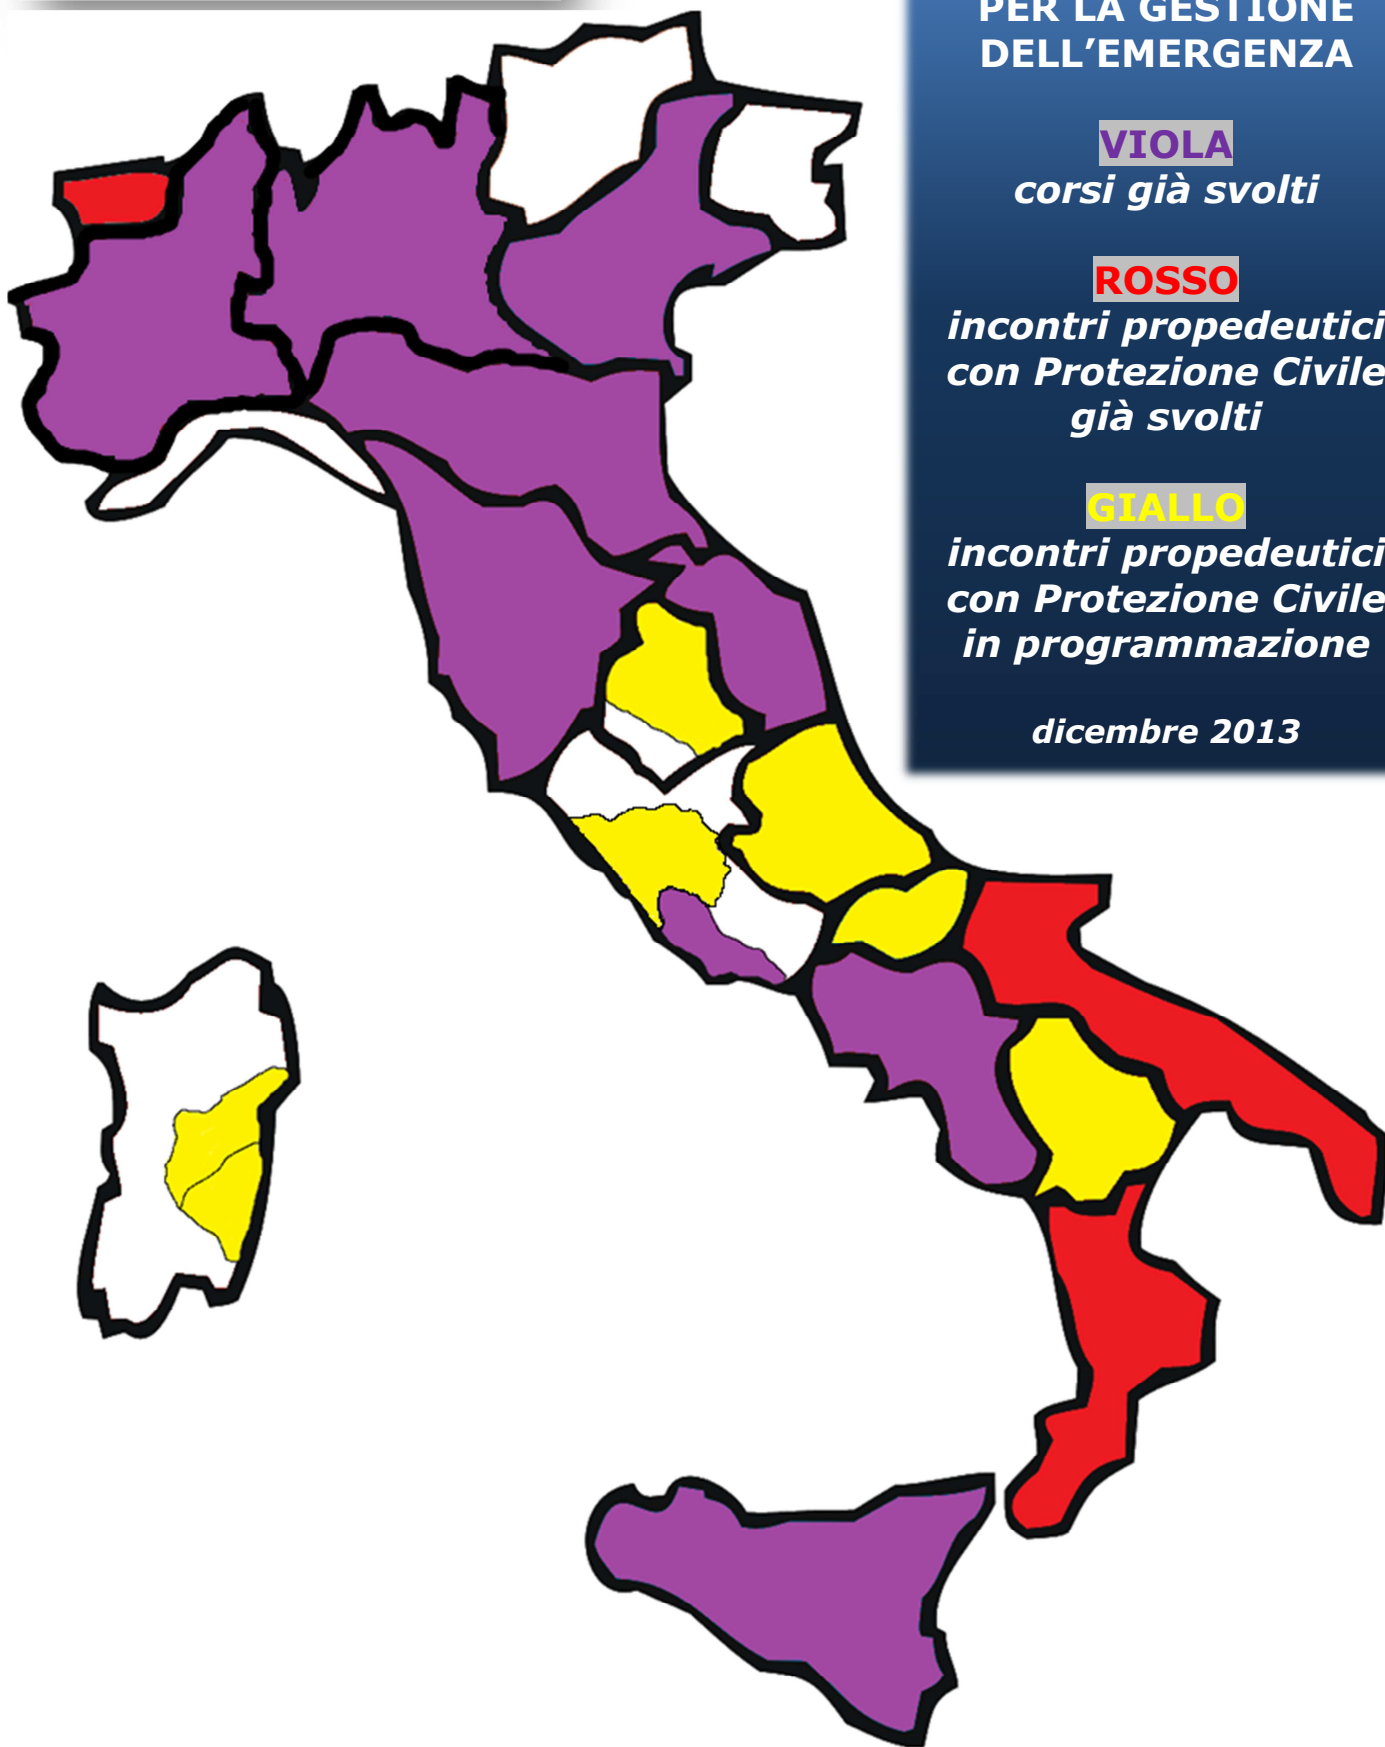 PER LA GESTIONE
DELL’EMERGENZA
VIOLA
corsi già svolti
ROSSO
incontri propedeutici
con Protezione Civile
già svolti
GIALLO
incontri propedeutici
con Protezione Civile
in programmazione
dicembre 2013